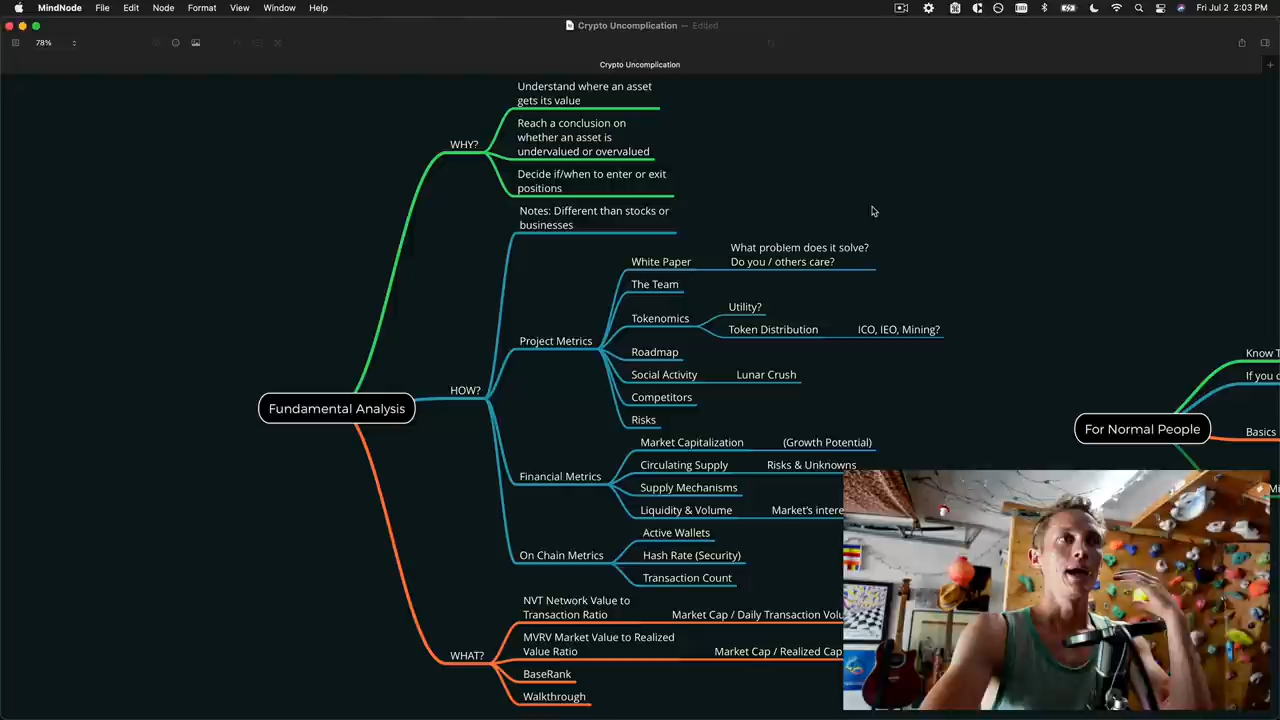 MindNode File Edit Node Format View Window Help
Fri Jul 2 2:03 PM
Crypto Uncomplication — Edited
78%
Crypto Uncomplication
Understand where an asset
gets its value
Reach a conclusion on
whether an asset is
undervalued or overvalued
WHY?
Decide if/when to enter or exit
positions
Notes: Different than stocks or
businesses
What problem does it solve?
White Paper
Do you / others care?
The Team
Utility?
Tokenomics
Token Distribution
ICO, IEO, Mining?
Project Metrics
Roadmap
Know T
Social Activity
Lunar Crush
If you c
HOW?
Competitors
Fundamental Analysis
Risks
For Normal People
Basics
Market Capitalization
(Growth Potential)
Circulating Supply
Risks & Unknowns
Financial Metrics
Supply Mechanisms
Mi
Liquidity & Volume
Market's intere
Active Wallets
On Chain Metrics
Hash Rate (Security)
Transaction Count
NVT Network Value to
Transaction Ratio
Market Cap / Daily Transaction Volu
MVRV Market Value to Realized
Value Ratio
Market Cap / Realized Cap
WHAT?
BaseRank
Walkthrough